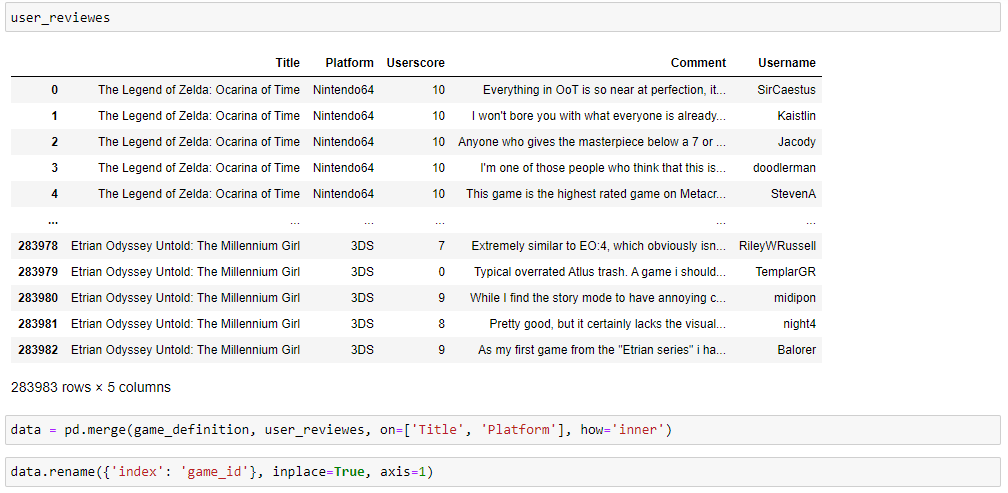 user_reviewes
Title Platform Userscore Comment Username
0 The Legend of Zelda: Ocarina of Time Nintendo64 10 Everything in OoT is so near at perfection, it... SirCaestus
1 The Legend of Zelda: Ocarina of Time Nintendo64 10 I won't bore you with what everyone is already... Kaistlin
2 The Legend of Zelda: Ocarina of Time Nintendo64 10 Anyone who gives the masterpiece below a 7 or ... Jacody
3 The Legend of Zelda: Ocarina of Time Nintendo64 10 I'm one of those people who think that this is... doodlerman
4 The Legend of Zelda: Ocarina of Time Nintendo64 10 This game is the highest rated game on Metacr... StevenA
... ... ... ... ... ...
283978 Etrian Odyssey Untold: The Millennium Girl 3DS 7 Extremely similar to EO:4, which obviously isn... RileyWRussell
283979 Etrian Odyssey Untold: The Millennium Girl 3DS 0 Typical overrated Atlus trash. A game i should... TemplarGR
283980 Etrian Odyssey Untold: The Millennium Girl 3DS 9 While I find the story mode to have annoying c... midipon
283981 Etrian Odyssey Untold: The Millennium Girl 3DS 8 Pretty good, but it certainly lacks the visual... night4
283982 Etrian Odyssey Untold: The Millennium Girl 3DS 9 As my first game from the "Etrian series" i ha... Balorer
283983 rows × 5 columns
data = pd.merge(game_definition, user_reviewes, on=['Title', 'Platform'], how='inner')
data.rename({'index': 'game_id'}, inplace=True, axis=1)